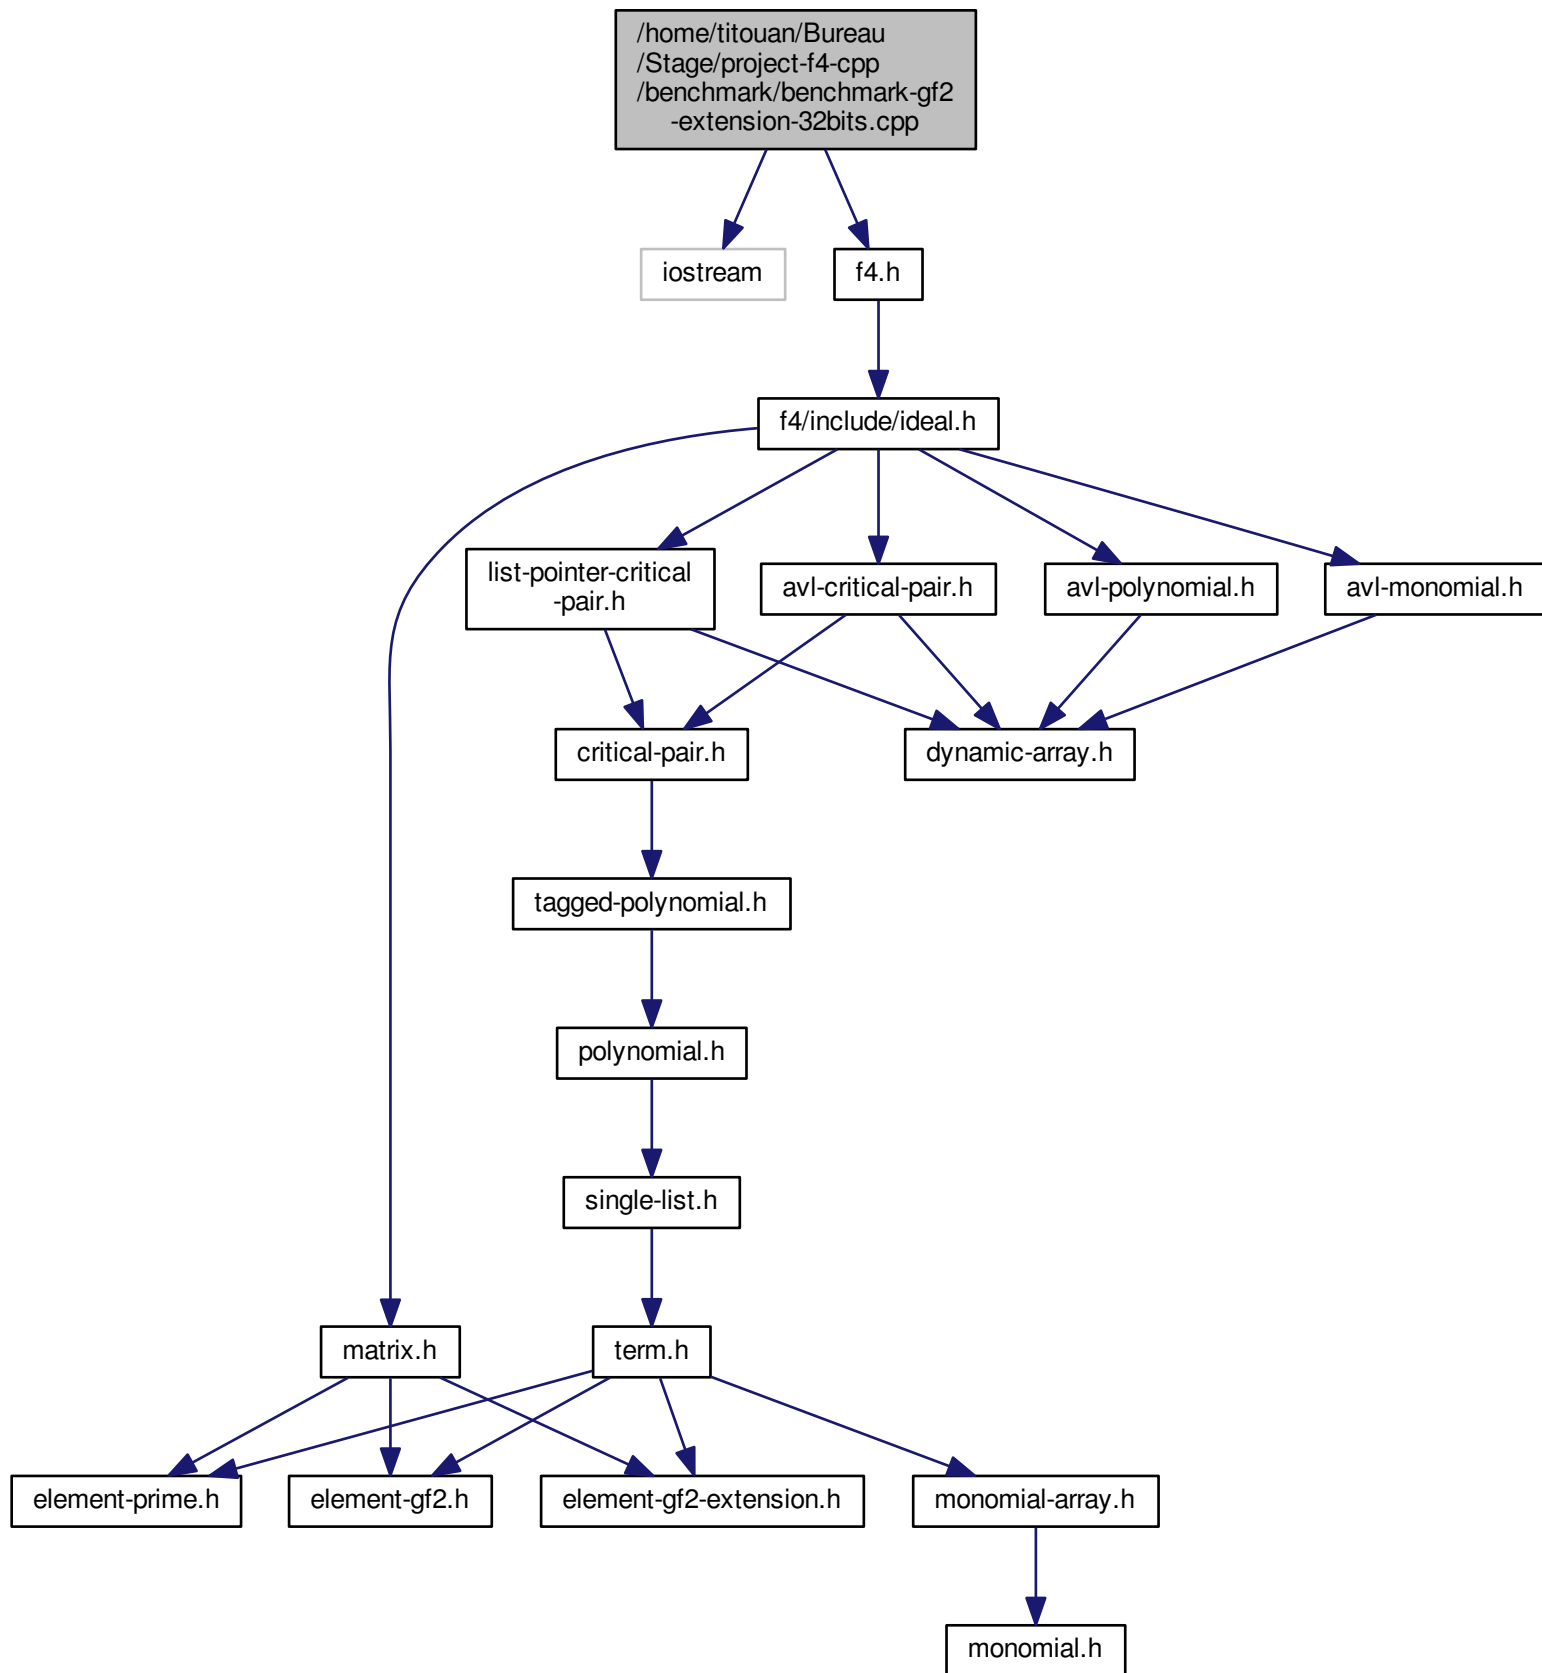 /home/titouan/Bureau
/Stage/project-f4-cpp
/benchmark/benchmark-gf2
-extension-32bits.cpp
iostream
f4.h
f4/include/ideal.h
list-pointer-critical
-pair.h
avl-critical-pair.h
avl-polynomial.h
avl-monomial.h
critical-pair.h
dynamic-array.h
tagged-polynomial.h
polynomial.h
single-list.h
matrix.h
term.h
element-prime.h
element-gf2.h
element-gf2-extension.h
monomial-array.h
monomial.h